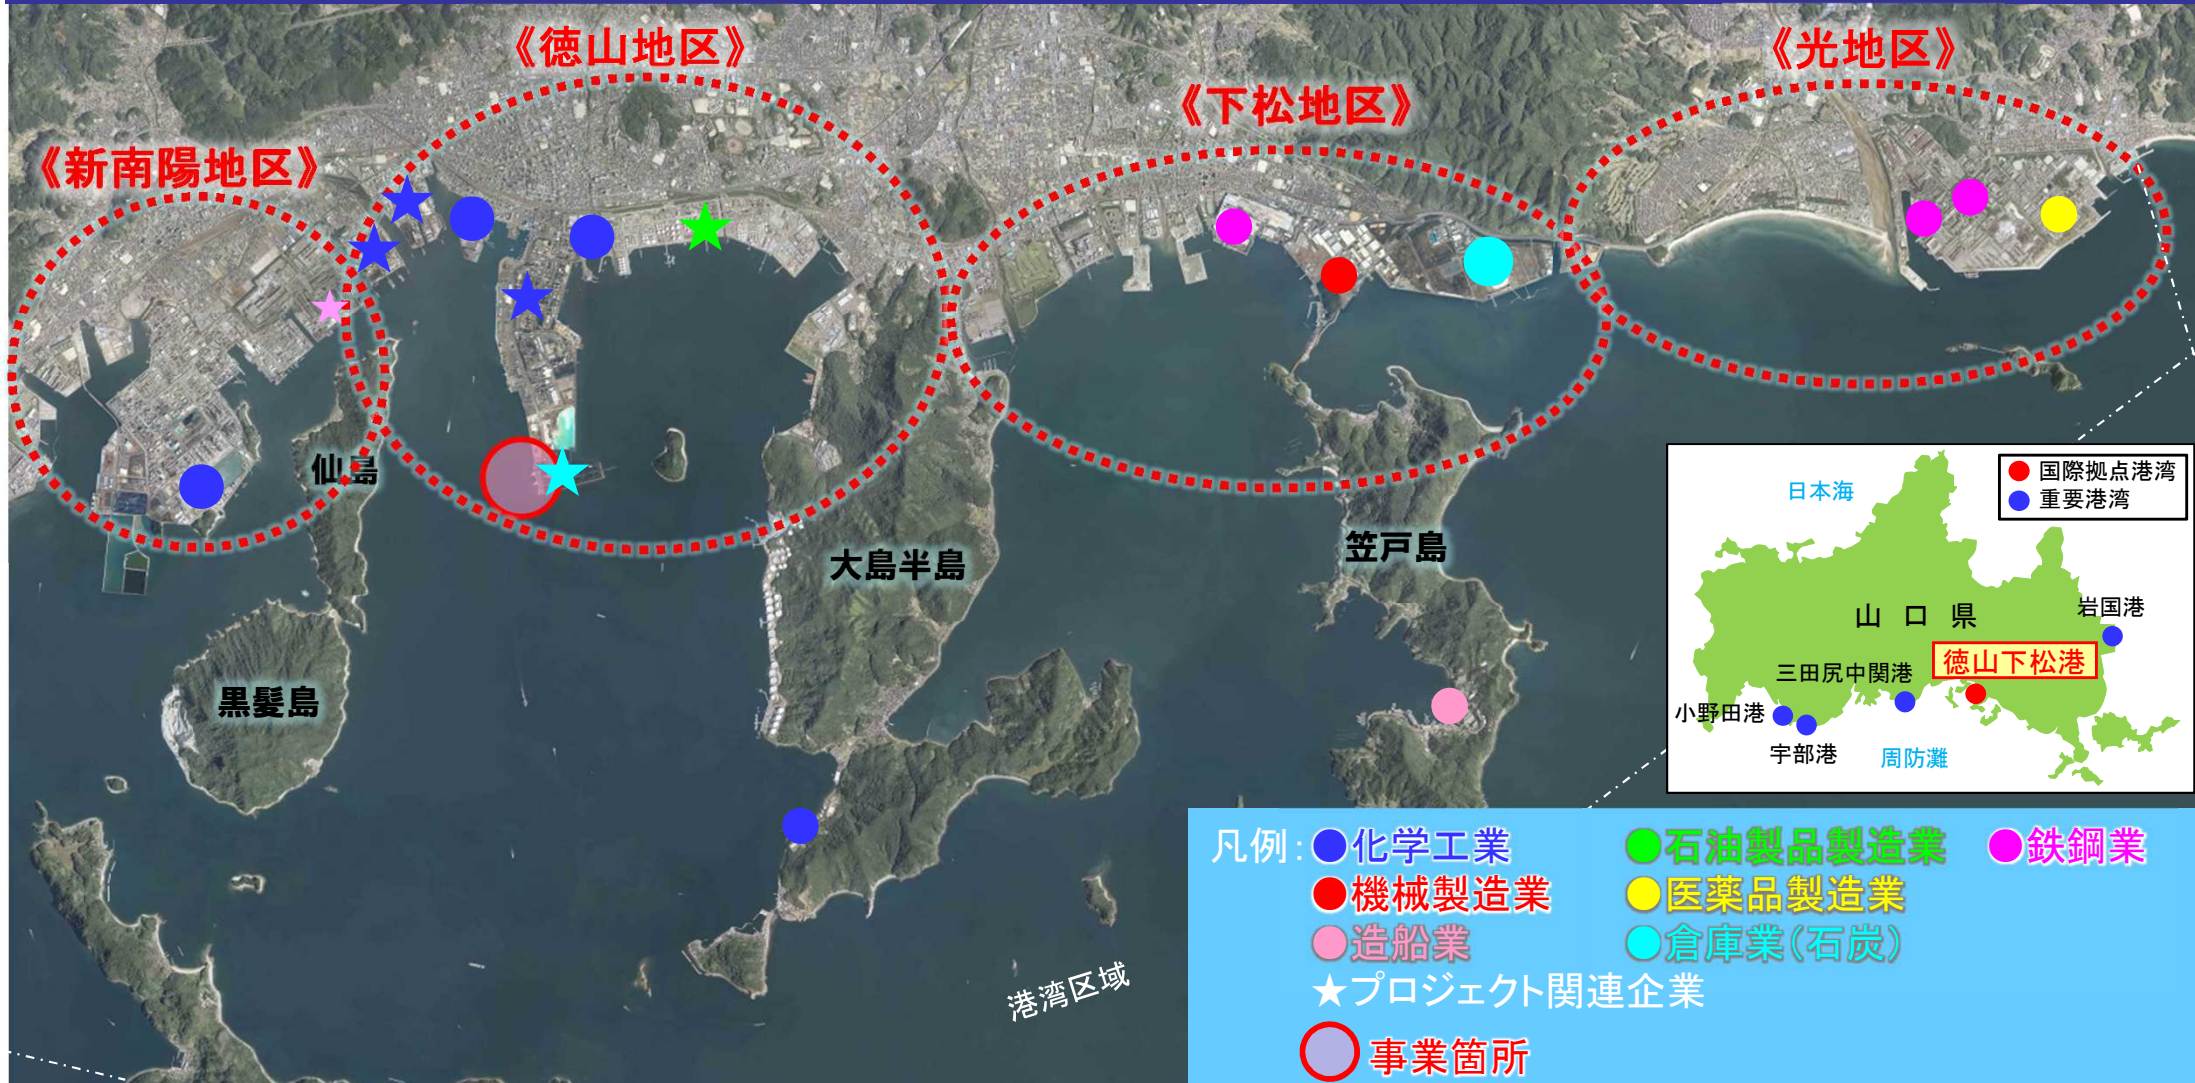 《徳山地区》
《光地区》
《下松地区》
《新南陽地区》
仙島
大島半島
笠戸島
黒髪島
港湾区域
●国際拠点港湾
●重要港湾
日本海
山口県
岩国港
徳山下松港
三田尻中関港
小野田港
宇部港
周防灘
凡例：●化学工業 ●石油製品製造業 ●鉄鋼業
●機械製造業 ●医薬品製造業
●造船業 ●倉庫業（石炭）
★プロジェクト関連企業
事業箇所